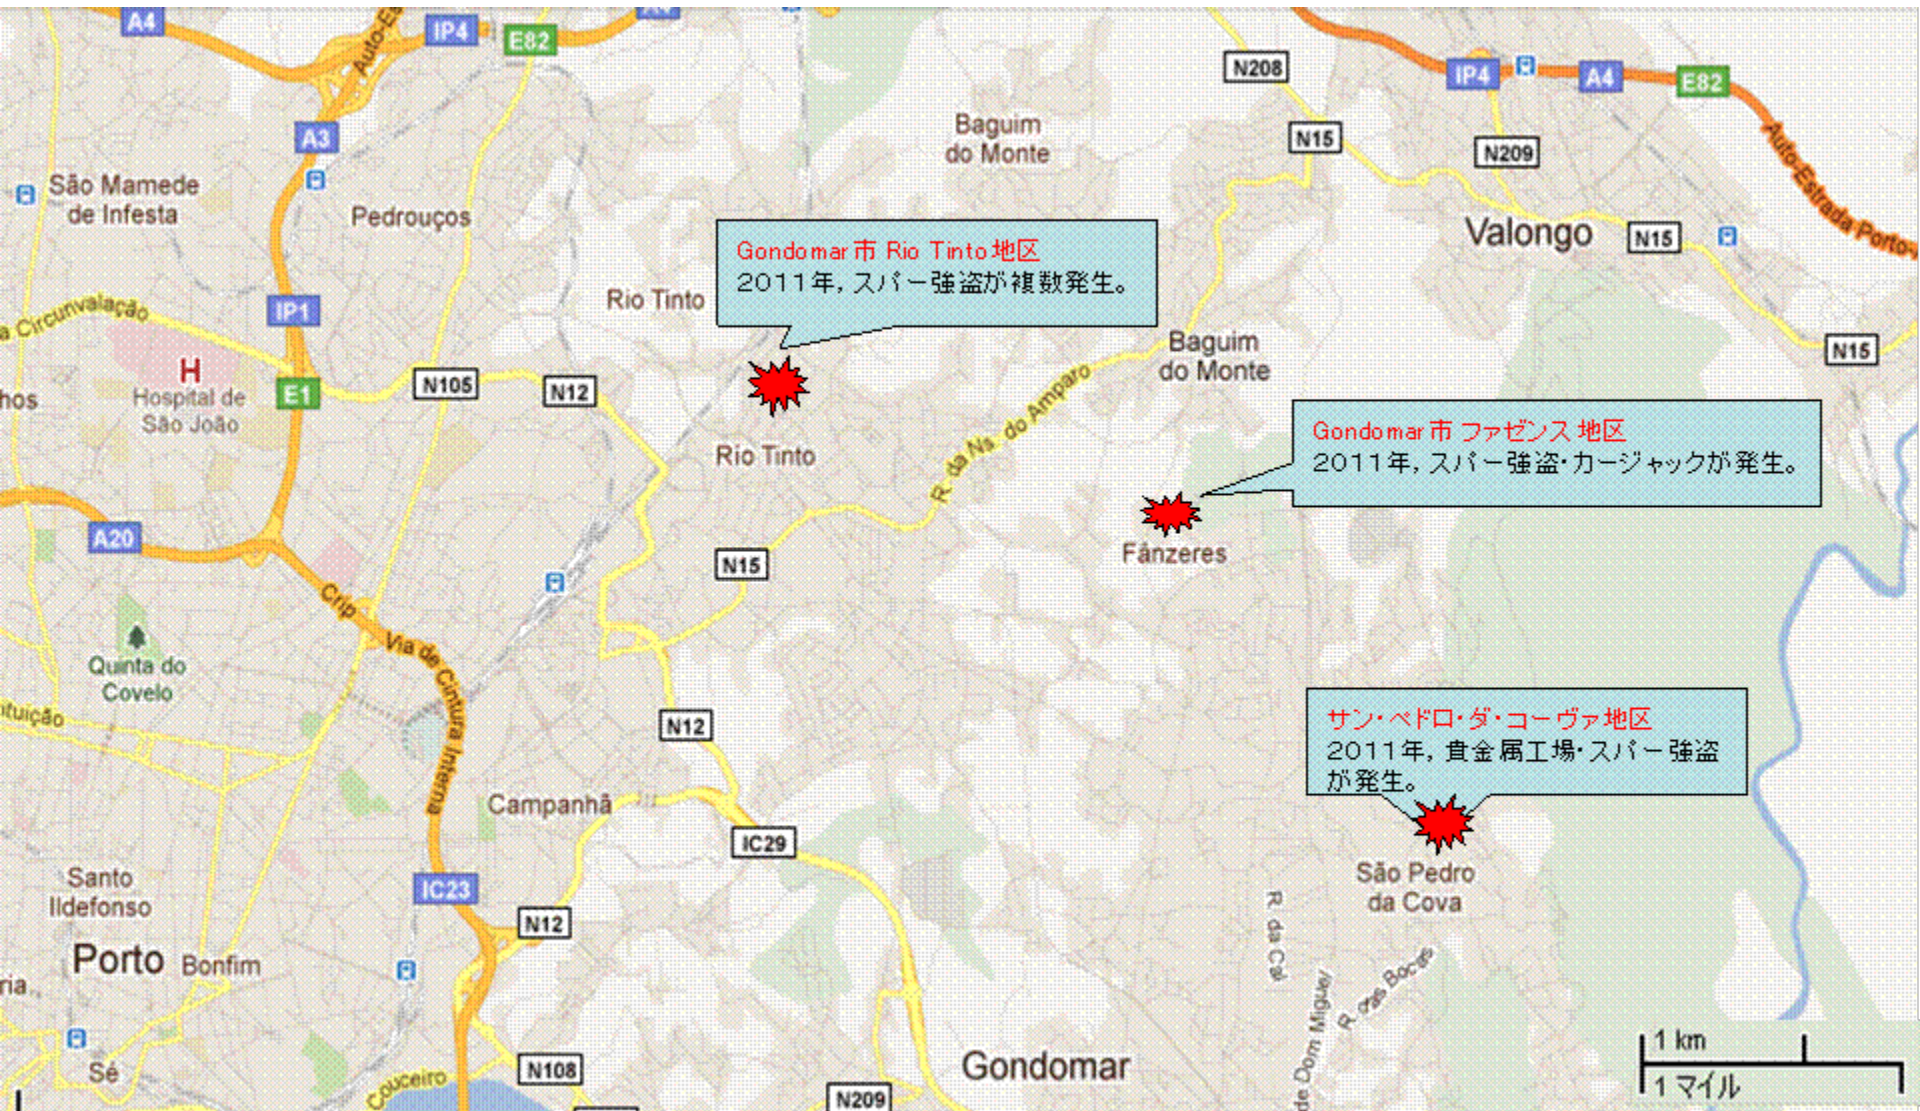 A4
IP4
E82
Auto-Es
A3
N208
IP4
A4
E82
N15
N209
Auto-Estrada Porto-
Baguim
do Monte
São Mamede
de Infesta
Pedrouços
Valongo
N15
Gondomar市 Rio Tinto地区
2011年，スパー強盗が複数発生。
Rio Tinto
IP1
a Circunvalação
Baguim
do Monte
N15
H
Hospital de
São João
E1
N105
N12
hos
R. da Ns. do Amparo
Rio Tinto
Gondomar市 ファゼンス地区
2011年，スパー強盗・カージャックが発生。
Fânzeres
A20
N15
Crip
Via de Cintura Interna
Quinta do
Covelo
ituição
N12
サン・ペドロ・ダ・コーヴァ地区
2011年，貴金属工場・スパー強盗
が発生。
Campanhã
IC29
São Pedro
da Cova
Santo
Ildefonso
IC23
N12
R. da Cal
R. das Bocas
Porto
Bonfim
ria
de Dom Miguel
Sé
N108
Couceiro
Gondomar
N209
1 km
1 マイル